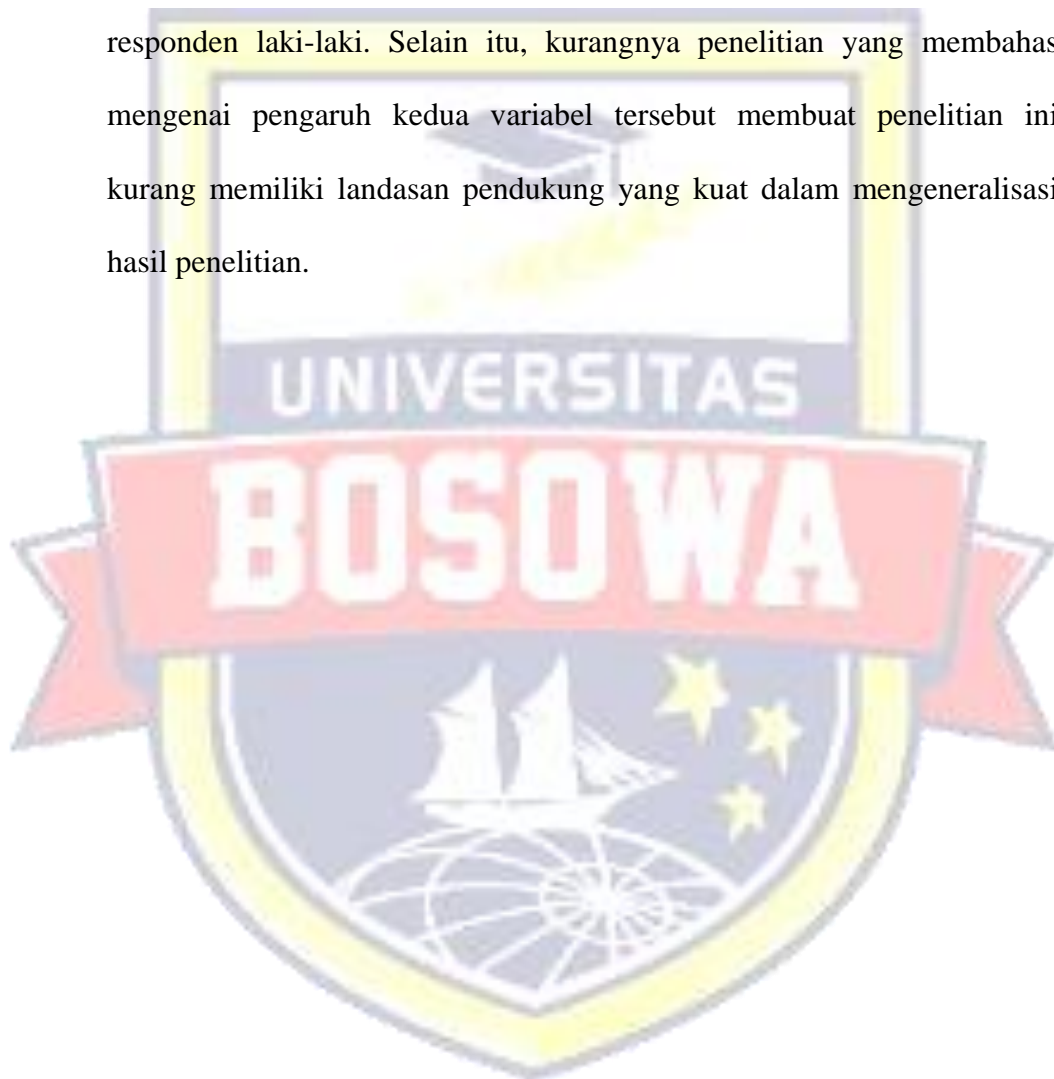 responden laki-laki. Selain itu, kurangnya penelitian yang membahas
mengenai pengaruh kedua variabel tersebut membuat penelitian ini
kurang memiliki landasan pendukung yang kuat dalam mengeneralisasi
hasil penelitian.
UNIVERSITAS
BOSOWA